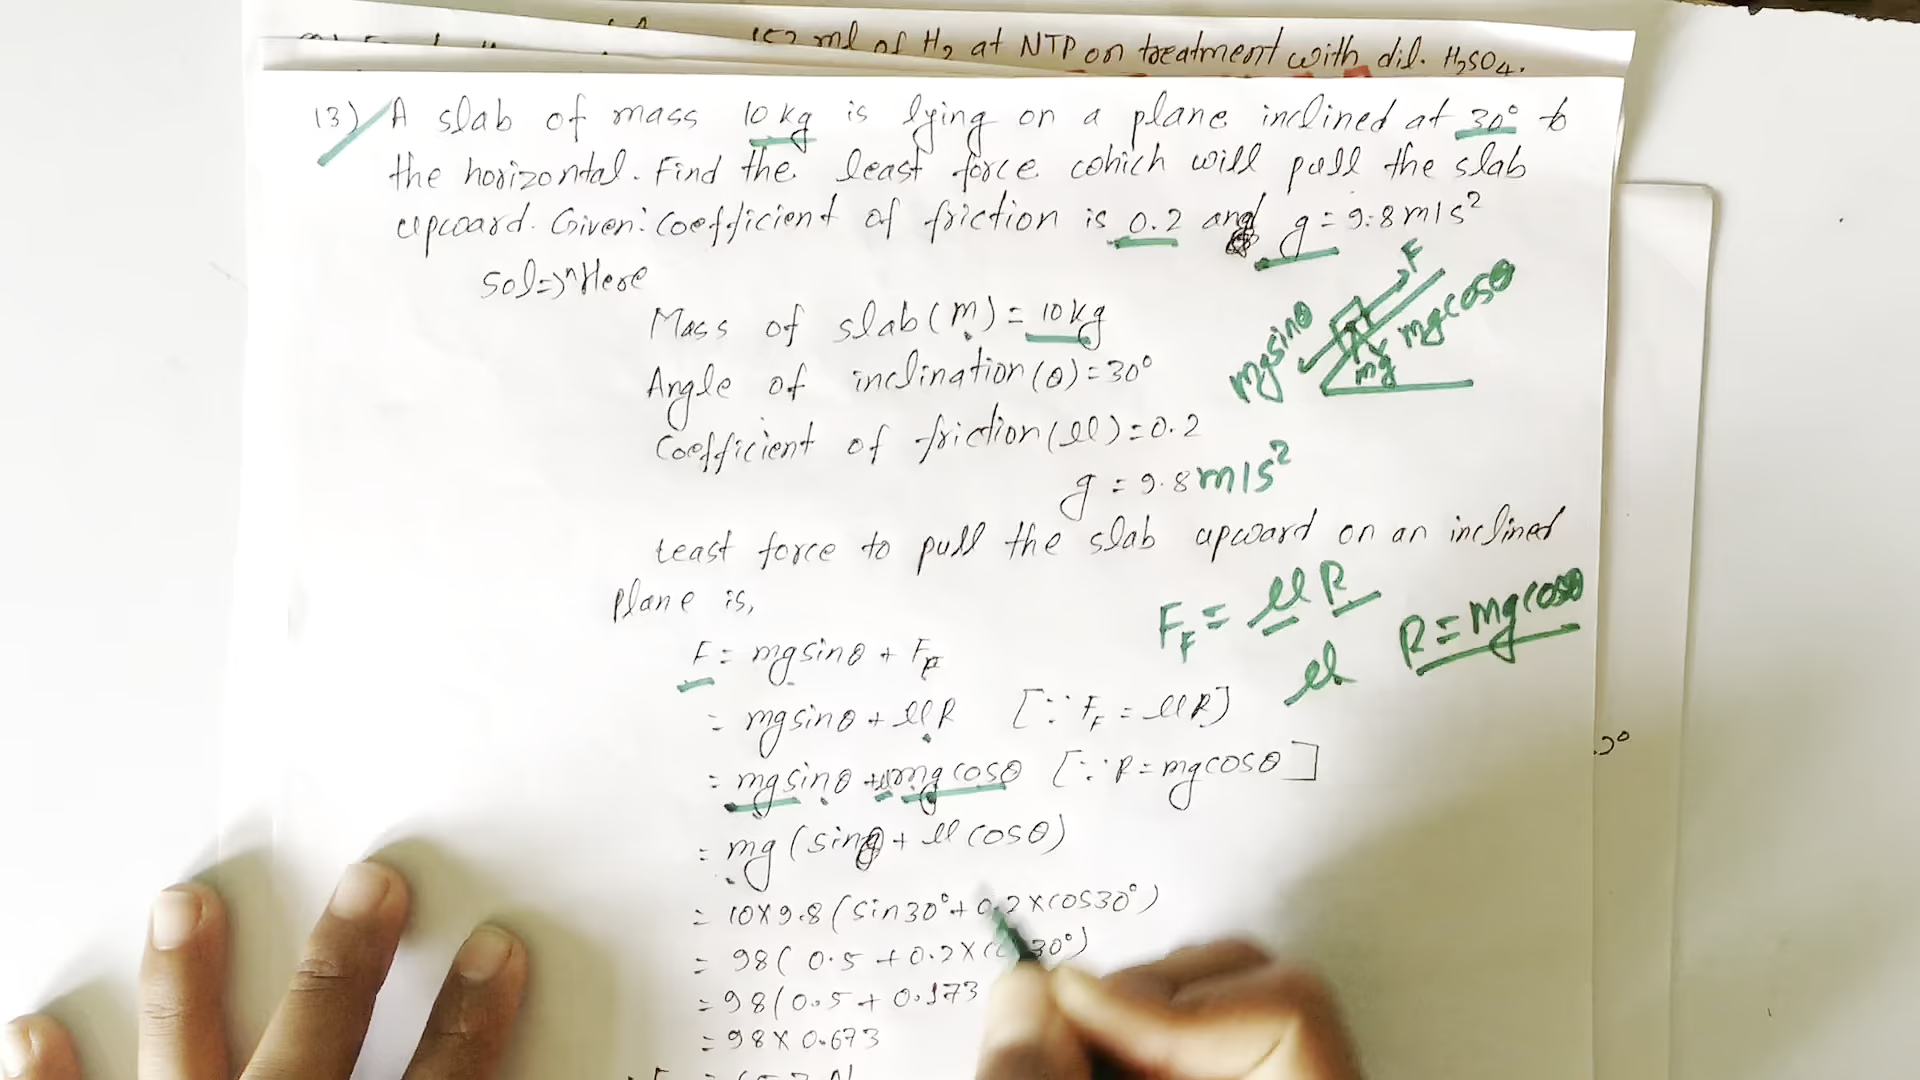 152 ml of H2 at NTP on treatment with dil. H2SO4.
13) A slab of mass 10 kg is lying on a plane inclined at 30° to
the horizontal. Find the least force which will pull the slab
upward. Given: Coefficient of friction is 0.2 and g = 9.8 m/s²
Sol=>ⁿ Here
Mass of slab (m) = 10 kg
Angle of inclination (θ) = 30°
Coefficient of friction (μ) = 0.2
g = 9.8 m/s²
F
mg sinθ
mg cosθ
mg
Least force to pull the slab upward on an inclined
plane is,
F_F = μR
μ
R = mg cosθ
F = mg sinθ + F_F
= mg sinθ + μR [∵ F_F = μR]
= mg sinθ + μmg cosθ [∵ R = mg cosθ]
= mg (sinθ + μ cosθ)
= 10 × 9.8 (sin30° + 0.2 × cos30°)
= 98 ( 0.5 + 0.2 × 30°)
= 98 (0.5 + 0.173
= 98 × 0.673